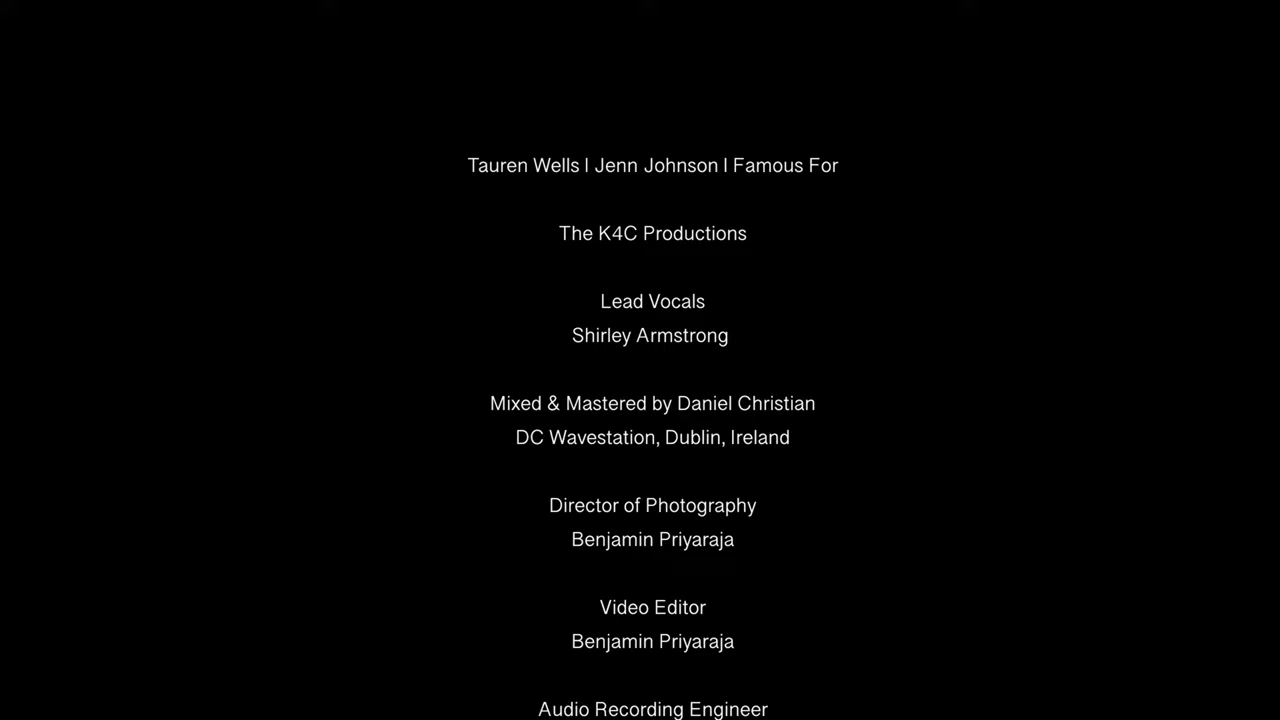 Tauren Wells l Jenn Johnson l Famous For
The K4C Productions
Lead Vocals
Shirley Armstrong
Mixed & Mastered by Daniel Christian
DC Wavestation, Dublin, Ireland
Director of Photography
Benjamin Priyaraja
Video Editor
Benjamin Priyaraja
Audio Recording Engineer